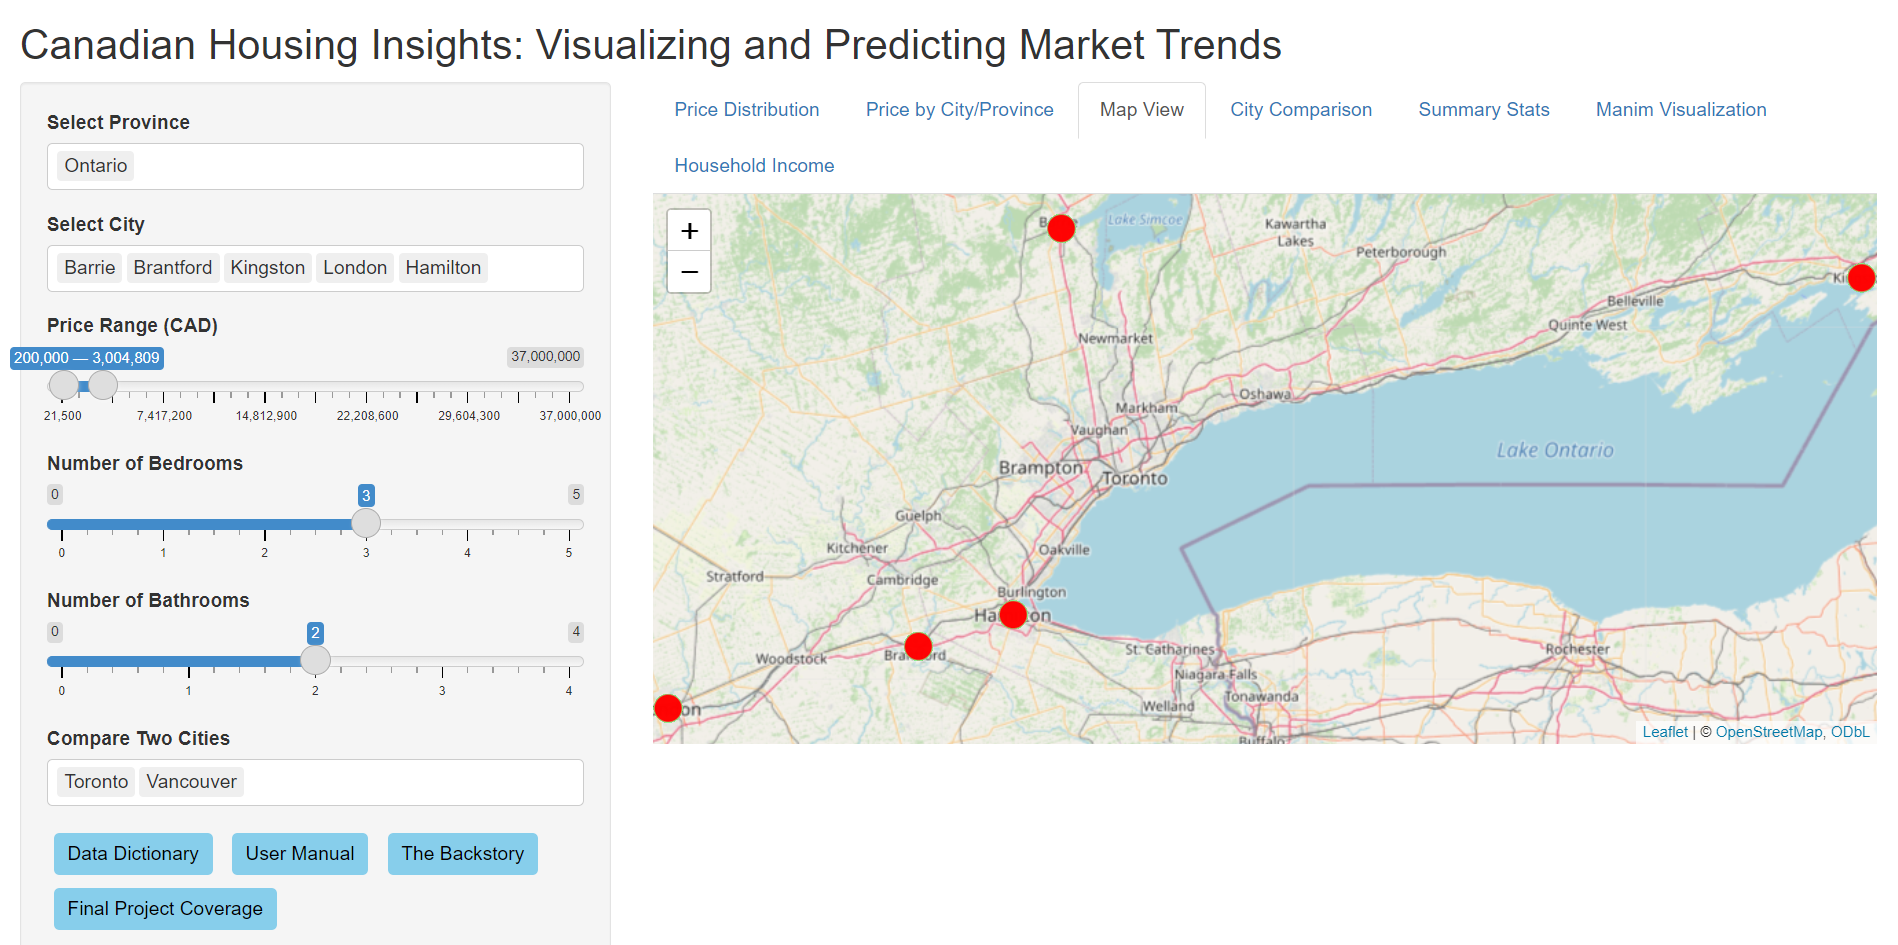 Canadian Housing Insights: Visualizing and Predicting Market Trends
Select Province
Ontario
Select City
Barrie Brantford Kingston London Hamilton
Price Range (CAD)
200,000 — 3,004,809 37,000,000
21,500 7,417,200 14,812,900 22,208,600 29,604,300 37,000,000
Number of Bedrooms
0 3 5
0 1 2 3 4 5
Number of Bathrooms
0 2 4
0 1 2 3 4
Compare Two Cities
Toronto Vancouver
Data Dictionary User Manual The Backstory
Final Project Coverage
Price Distribution Price by City/Province Map View City Comparison Summary Stats Manim Visualization
Household Income
+
−
Lake Simcoe
Kawartha
Lakes
Peterborough
Belleville
Quinte West
Newmarket
Oshawa
Markham
Vaughan
Brampton
Toronto
Lake Ontario
Guelph
Kitchener
Oakville
Stratford
Cambridge
Burlington
Woodstock
St. Catharines
Rochester
Niagara Falls
Tonawanda
Welland
Buffalo
Leaflet | © OpenStreetMap, ODbL